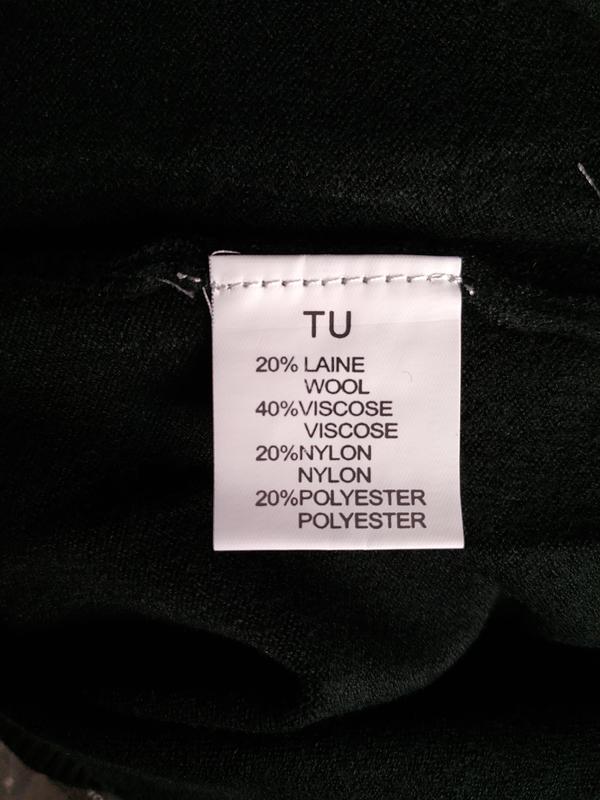 TU
20% LAINE
WOOL
40%VISCOSE
VISCOSE
20%NYLON
NYLON
20%POLYESTER
POLYESTER